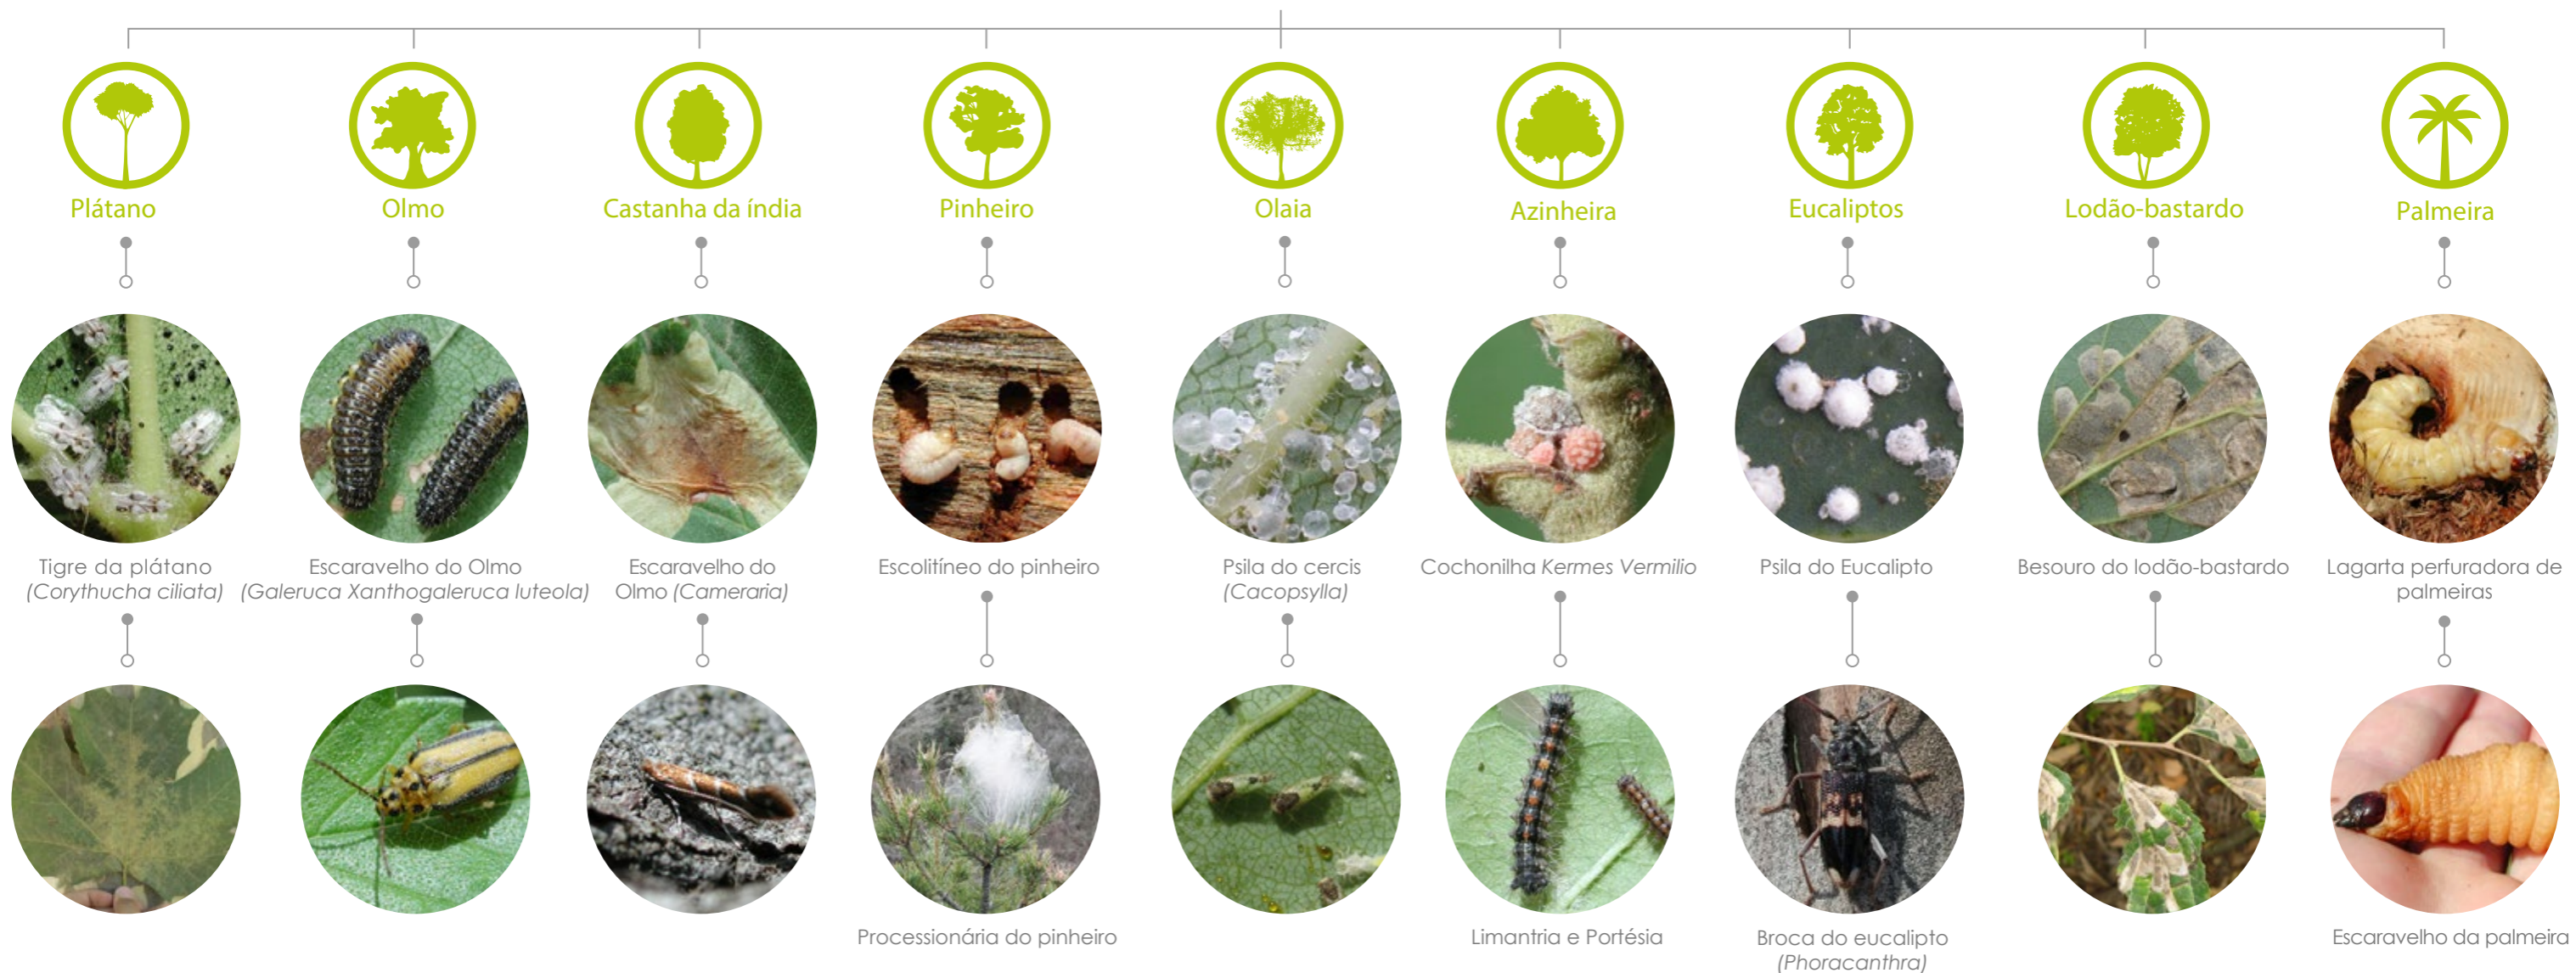 Plátano
Olmo
Castanha da índia
Pinheiro
Olaia
Azinheira
Eucaliptos
Lodão-bastardo
Palmeira
Tigre da plátano
(Corythucha ciliata)
Escaravelho do Olmo
(Galeruca Xanthogaleruca luteola)
Escaravelho do
Olmo (Cameraria)
Escolitíneo do pinheiro
Psila do cercis
(Cacopsylla)
Cochonilha Kermes Vermilio
Psila do Eucalipto
Besouro do lodão-bastardo
Lagarta perfuradora de
palmeiras
Processionária do pinheiro
Limantria e Portésia
Broca do eucalipto
(Phoracanthra)
Escaravelho da palmeira